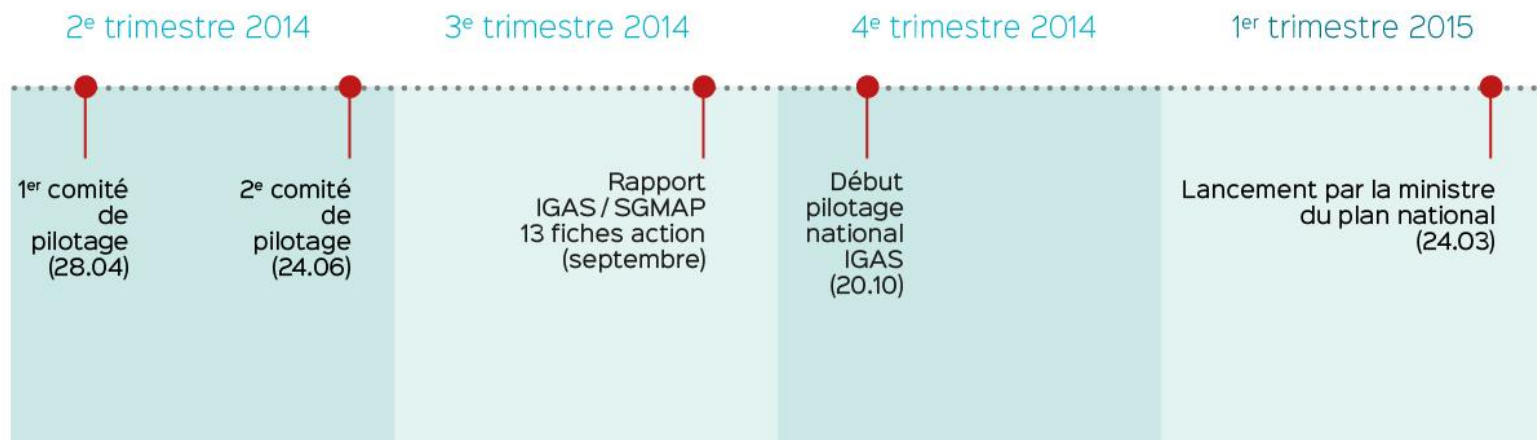 2e trimestre 2014
3e trimestre 2014
4e trimestre 2014
1er trimestre 2015
1er comité
de
pilotage
(28.04)
2e comité
de
pilotage
(24.06)
Rapport
IGAS / SGMAP
13 fiches action
(septembre)
Début
pilotage
national
IGAS
(20.10)
Lancement par la ministre
du plan national
(24.03)